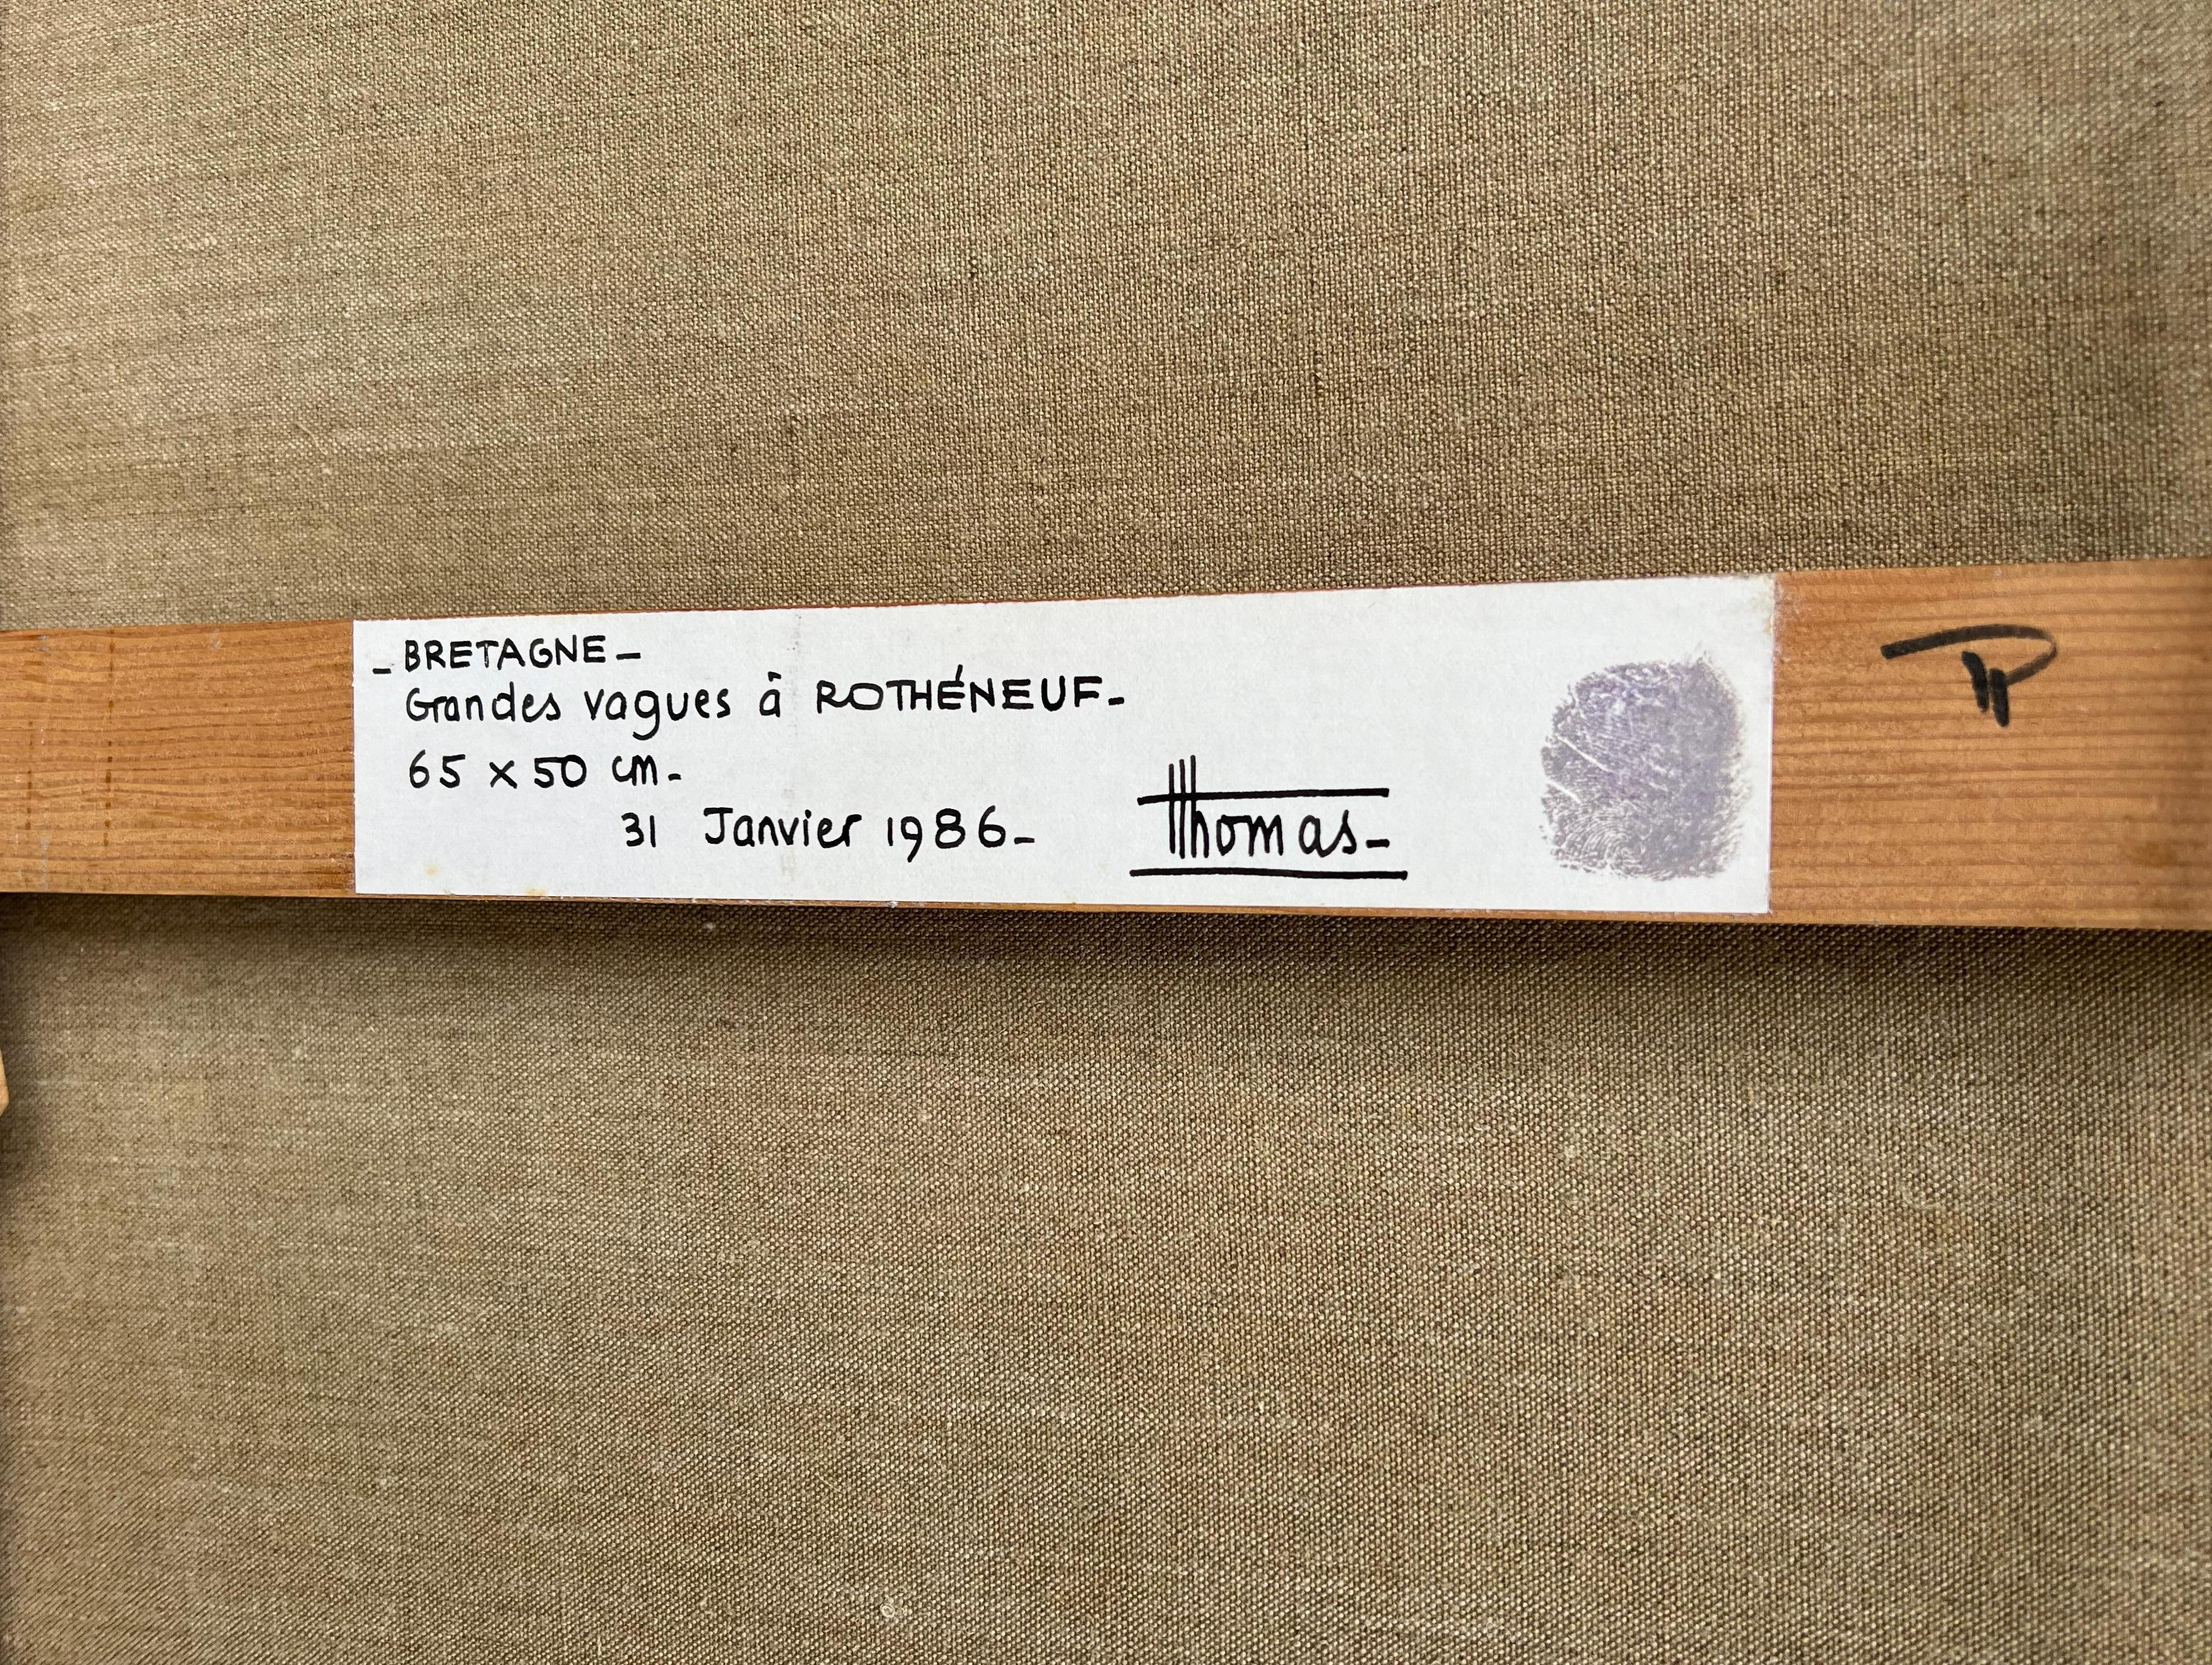 - BRETAGNE -
Grandes vagues à ROTHÉNEUF -
65 x 50 cm -
31 Janvier 1986 -
Thomas -